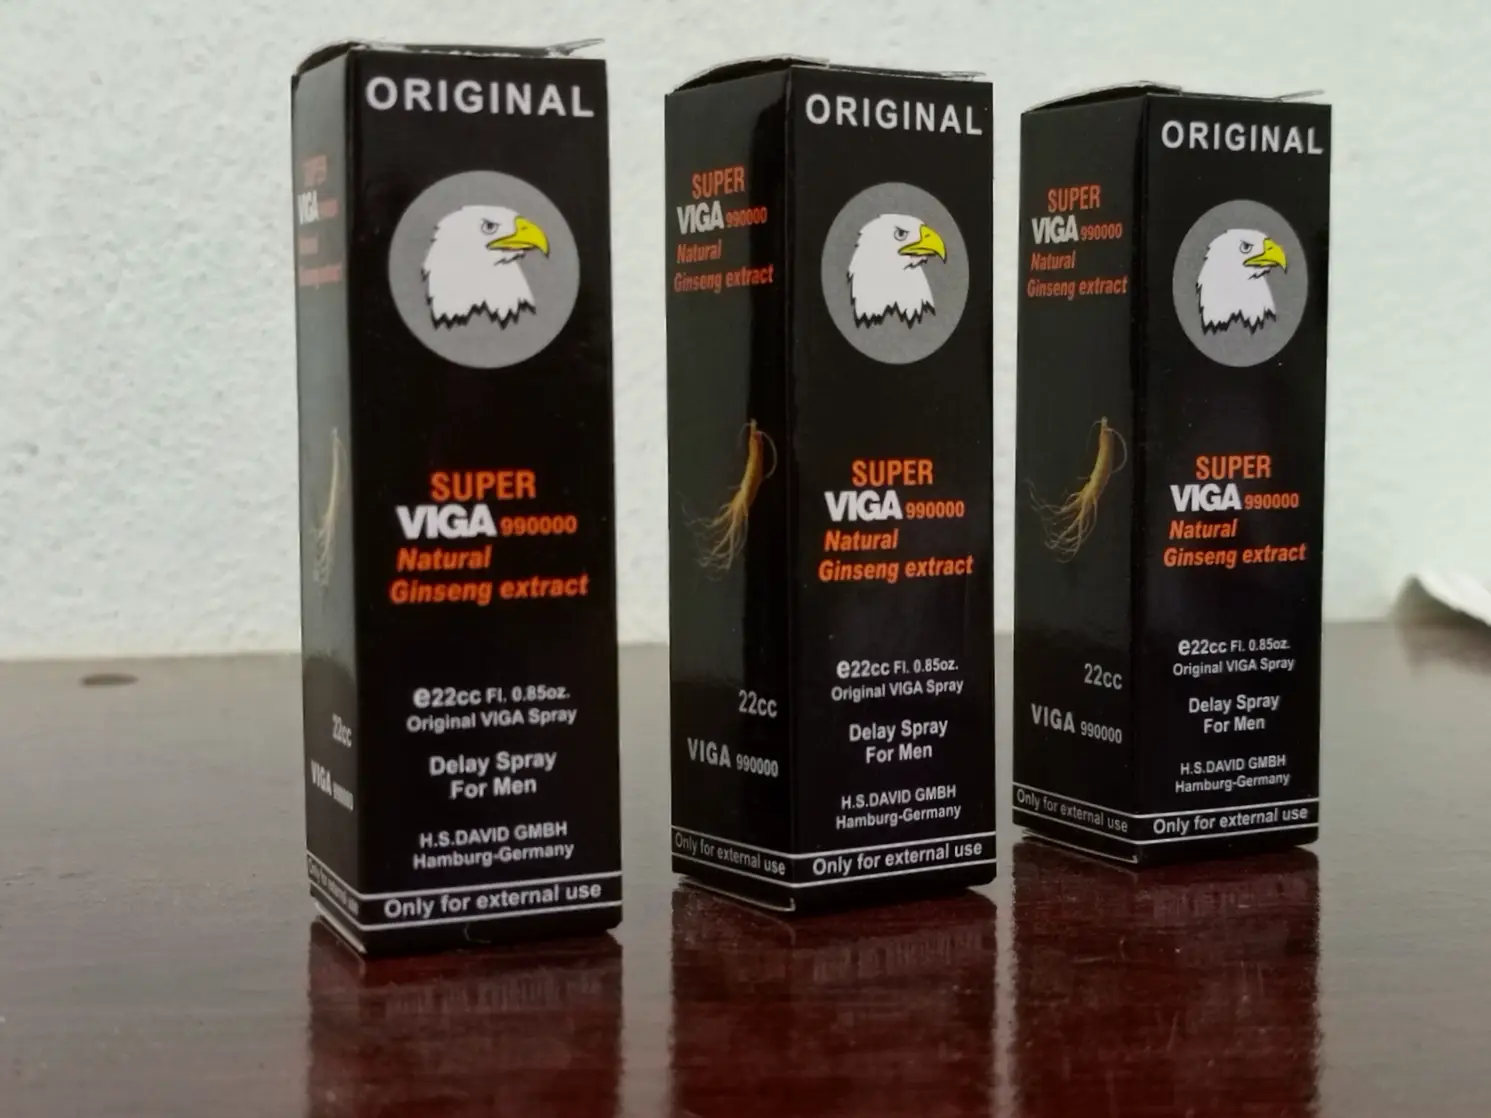 ORIGINAL
SUPER
VIGA 990000
Natural
Ginseng extract
e22cc Fl. 0.85oz.
Original VIGA Spray
Delay Spray
For Men
H.S.DAVID GMBH
Hamburg-Germany
Only for external use
SUPER
VIGA
22cc
VIGA
ORIGINAL
SUPER
VIGA 990000
Natural
Ginseng extract
e22cc Fl. 0.85oz.
Original VIGA Spray
Delay Spray
For Men
H.S.DAVID GMBH
Hamburg-Germany
Only for external use
SUPER
VIGA 990000
Natural
Ginseng extract
22cc
VIGA 990000
Only for external use
ORIGINAL
SUPER
VIGA 990000
Natural
Ginseng extract
e22cc Fl. 0.85oz.
Original VIGA Spray
Delay Spray
For Men
H.S.DAVID GMBH
Hamburg-Germany
Only for external use
SUPER
VIGA 990000
Natural
Ginseng extract
22cc
VIGA 990000
Only for external use